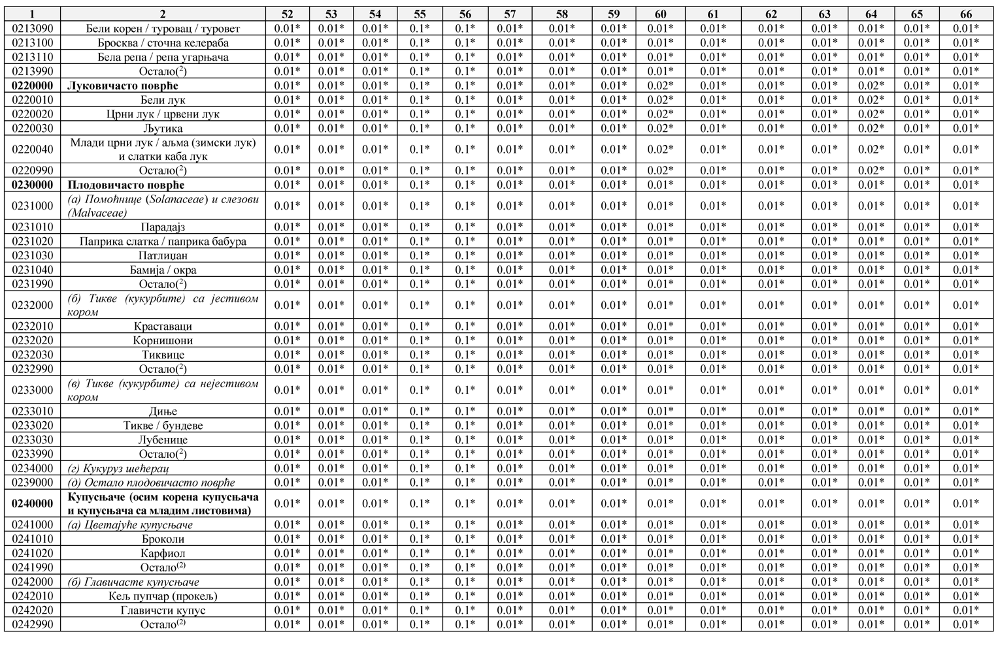 1 2 52 53 54 55 56 57 58 59 60 61 62 63 64 65 66
0213090 Бели корен / туровац / туровет 0.01* 0.01* 0.01* 0.1* 0.1* 0.01* 0.01* 0.01* 0.01* 0.01* 0.01* 0.01* 0.01* 0.01* 0.01*
0213100 Бросква / сточна келераба 0.01* 0.01* 0.01* 0.1* 0.1* 0.01* 0.01* 0.01* 0.01* 0.01* 0.01* 0.01* 0.01* 0.01* 0.01*
0213110 Бела репа / репа угарњача 0.01* 0.01* 0.01* 0.1* 0.1* 0.01* 0.01* 0.01* 0.01* 0.01* 0.01* 0.01* 0.01* 0.01* 0.01*
0213990 Остало(2) 0.01* 0.01* 0.01* 0.1* 0.1* 0.01* 0.01* 0.01* 0.01* 0.01* 0.01* 0.01* 0.01* 0.01* 0.01*
0220000 Луковичасто поврће 0.01* 0.01* 0.01* 0.1* 0.1* 0.01* 0.01* 0.01* 0.02* 0.01* 0.01* 0.01* 0.02* 0.01* 0.01*
0220010 Бели лук 0.01* 0.01* 0.01* 0.1* 0.1* 0.01* 0.01* 0.01* 0.02* 0.01* 0.01* 0.01* 0.02* 0.01* 0.01*
0220020 Црни лук / црвени лук 0.01* 0.01* 0.01* 0.1* 0.1* 0.01* 0.01* 0.01* 0.02* 0.01* 0.01* 0.01* 0.02* 0.01* 0.01*
0220030 Љутика 0.01* 0.01* 0.01* 0.1* 0.1* 0.01* 0.01* 0.01* 0.02* 0.01* 0.01* 0.01* 0.02* 0.01* 0.01*
0220040 Млади црни лук / аљма (зимски лук)
и слатки каба лук 0.01* 0.01* 0.01* 0.1* 0.1* 0.01* 0.01* 0.01* 0.02* 0.01* 0.01* 0.01* 0.02* 0.01* 0.01*
0220990 Остало(2) 0.01* 0.01* 0.01* 0.1* 0.1* 0.01* 0.01* 0.01* 0.02* 0.01* 0.01* 0.01* 0.02* 0.01* 0.01*
0230000 Плодовичасто поврће 0.01* 0.01* 0.01* 0.1* 0.1* 0.01* 0.01* 0.01* 0.01* 0.01* 0.01* 0.01* 0.01* 0.01* 0.01*
0231000 (а) Помоћнице (Solanaceae) и слезови
(Malvaceae) 0.01* 0.01* 0.01* 0.1* 0.1* 0.01* 0.01* 0.01* 0.01* 0.01* 0.01* 0.01* 0.01* 0.01* 0.01*
0231010 Парадајз 0.01* 0.01* 0.01* 0.1* 0.1* 0.01* 0.01* 0.01* 0.01* 0.01* 0.01* 0.01* 0.01* 0.01* 0.01*
0231020 Паприка слатка / паприка бабура 0.01* 0.01* 0.01* 0.1* 0.1* 0.01* 0.01* 0.01* 0.01* 0.01* 0.01* 0.01* 0.01* 0.01* 0.01*
0231030 Патлиџан 0.01* 0.01* 0.01* 0.1* 0.1* 0.01* 0.01* 0.01* 0.01* 0.01* 0.01* 0.01* 0.01* 0.01* 0.01*
0231040 Бамија / окра 0.01* 0.01* 0.01* 0.1* 0.1* 0.01* 0.01* 0.01* 0.01* 0.01* 0.01* 0.01* 0.01* 0.01* 0.01*
0231990 Остало(2) 0.01* 0.01* 0.01* 0.1* 0.1* 0.01* 0.01* 0.01* 0.01* 0.01* 0.01* 0.01* 0.01* 0.01* 0.01*
0232000 (б) Тикве (кукурбите) са јестивом
кором 0.01* 0.01* 0.01* 0.1* 0.1* 0.01* 0.01* 0.01* 0.01* 0.01* 0.01* 0.01* 0.01* 0.01* 0.01*
0232010 Краставаци 0.01* 0.01* 0.01* 0.1* 0.1* 0.01* 0.01* 0.01* 0.01* 0.01* 0.01* 0.01* 0.01* 0.01* 0.01*
0232020 Корнишони 0.01* 0.01* 0.01* 0.1* 0.1* 0.01* 0.01* 0.01* 0.01* 0.01* 0.01* 0.01* 0.01* 0.01* 0.01*
0232030 Тиквице 0.01* 0.01* 0.01* 0.1* 0.1* 0.01* 0.01* 0.01* 0.01* 0.01* 0.01* 0.01* 0.01* 0.01* 0.01*
0232990 Остало(2) 0.01* 0.01* 0.01* 0.1* 0.1* 0.01* 0.01* 0.01* 0.01* 0.01* 0.01* 0.01* 0.01* 0.01* 0.01*
0233000 (в) Тикве (кукурбите) са нејестивом
кором 0.01* 0.01* 0.01* 0.1* 0.1* 0.01* 0.01* 0.01* 0.01* 0.01* 0.01* 0.01* 0.01* 0.01* 0.01*
0233010 Диње 0.01* 0.01* 0.01* 0.1* 0.1* 0.01* 0.01* 0.01* 0.01* 0.01* 0.01* 0.01* 0.01* 0.01* 0.01*
0233020 Тикве / бундеве 0.01* 0.01* 0.01* 0.1* 0.1* 0.01* 0.01* 0.01* 0.01* 0.01* 0.01* 0.01* 0.01* 0.01* 0.01*
0233030 Лубенице 0.01* 0.01* 0.01* 0.1* 0.1* 0.01* 0.01* 0.01* 0.01* 0.01* 0.01* 0.01* 0.01* 0.01* 0.01*
0233990 Остало(2) 0.01* 0.01* 0.01* 0.1* 0.1* 0.01* 0.01* 0.01* 0.01* 0.01* 0.01* 0.01* 0.01* 0.01* 0.01*
0234000 (г) Кукуруз шећерац 0.01* 0.01* 0.01* 0.1* 0.1* 0.01* 0.01* 0.01* 0.01* 0.01* 0.01* 0.01* 0.01* 0.01* 0.01*
0239000 (д) Остало плодовичасто поврће 0.01* 0.01* 0.01* 0.1* 0.1* 0.01* 0.01* 0.01* 0.01* 0.01* 0.01* 0.01* 0.01* 0.01* 0.01*
0240000 Купусњаче (осим корена купусњача
и купусњача са младим листовима) 0.01* 0.01* 0.01* 0.1* 0.1* 0.01* 0.01* 0.01* 0.01* 0.01* 0.01* 0.01* 0.01* 0.01* 0.01*
0241000 (а) Цветајуће купусњаче 0.01* 0.01* 0.01* 0.1* 0.1* 0.01* 0.01* 0.01* 0.01* 0.01* 0.01* 0.01* 0.01* 0.01* 0.01*
0241010 Броколи 0.01* 0.01* 0.01* 0.1* 0.1* 0.01* 0.01* 0.01* 0.01* 0.01* 0.01* 0.01* 0.01* 0.01* 0.01*
0241020 Карфиол 0.01* 0.01* 0.01* 0.1* 0.1* 0.01* 0.01* 0.01* 0.01* 0.01* 0.01* 0.01* 0.01* 0.01* 0.01*
0241990 Остало(2) 0.01* 0.01* 0.01* 0.1* 0.1* 0.01* 0.01* 0.01* 0.01* 0.01* 0.01* 0.01* 0.01* 0.01* 0.01*
0242000 (б) Главичасте купусњаче 0.01* 0.01* 0.01* 0.1* 0.1* 0.01* 0.01* 0.01* 0.01* 0.01* 0.01* 0.01* 0.01* 0.01* 0.01*
0242010 Кељ пупчар (прокељ) 0.01* 0.01* 0.01* 0.1* 0.1* 0.01* 0.01* 0.01* 0.01* 0.01* 0.01* 0.01* 0.01* 0.01* 0.01*
0242020 Главичсти купус 0.01* 0.01* 0.01* 0.1* 0.1* 0.01* 0.01* 0.01* 0.01* 0.01* 0.01* 0.01* 0.01* 0.01* 0.01*
0242990 Остало(2) 0.01* 0.01* 0.01* 0.1* 0.1* 0.01* 0.01* 0.01* 0.01* 0.01* 0.01* 0.01* 0.01* 0.01* 0.01*